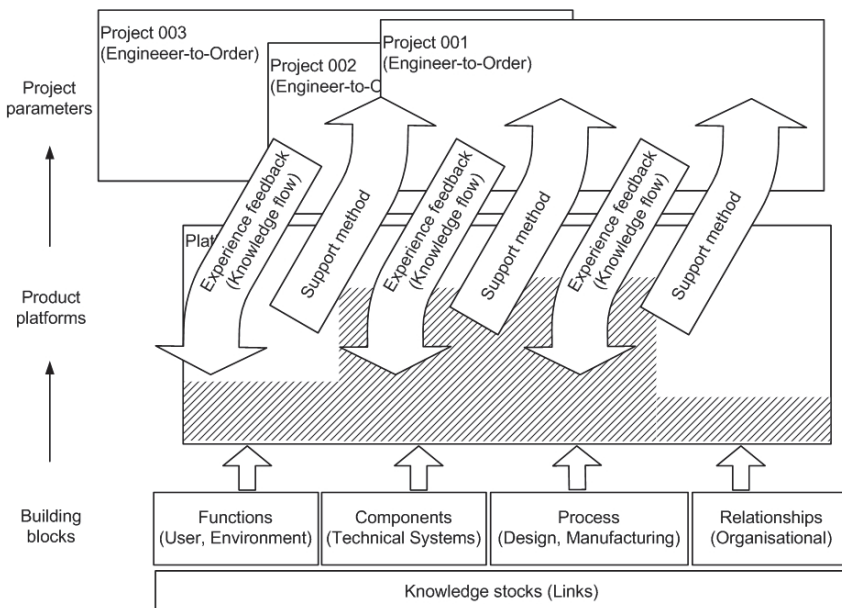 Project 003
(Engineeer-to-Order)
Project 002
(Engineer-to-O
Project 001
(Engineer-to-Order)
Project
parameters
Experience feedback
(Knowledge flow)
Support method
Experience feedback
(Knowledge flow)
Support method
Experience feedback
(Knowledge flow)
Support method
Plat
Product
platforms
Building
blocks
Functions
(User, Environment)
Components
(Technical Systems)
Process
(Design, Manufacturing)
Relationships
(Organisational)
Knowledge stocks (Links)